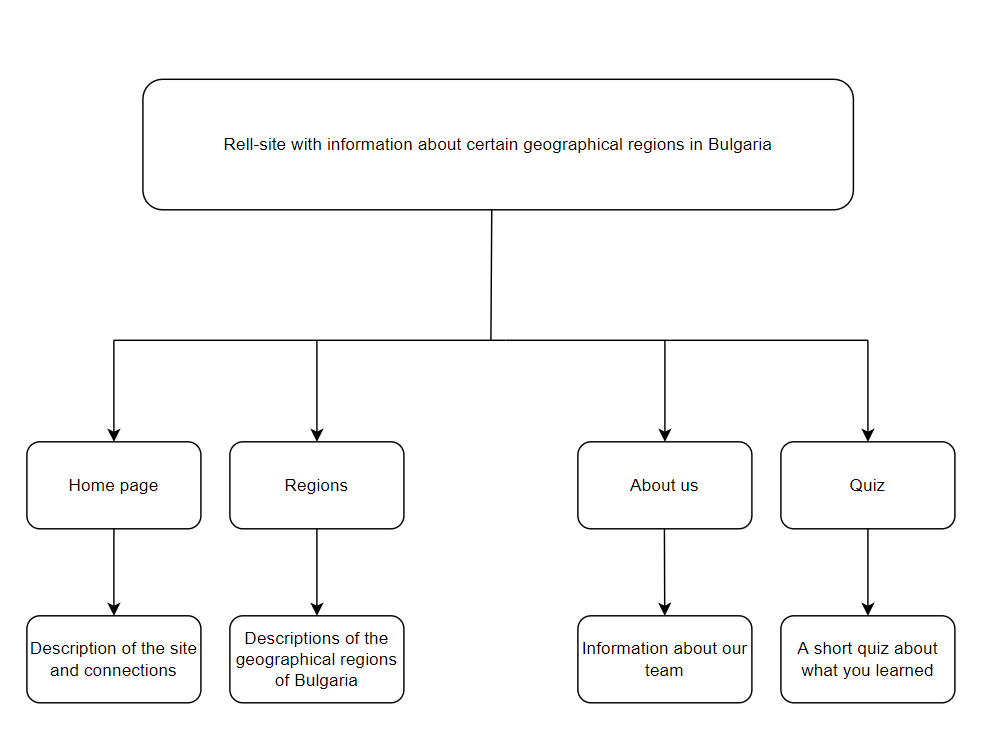 Rell-site with information about certain geographical regions in Bulgaria
Home page
Regions
About us
Quiz
Description of the site
and connections
Descriptions of the
geographical regions
of Bulgaria
Information about our
team
A short quiz about
what you learned